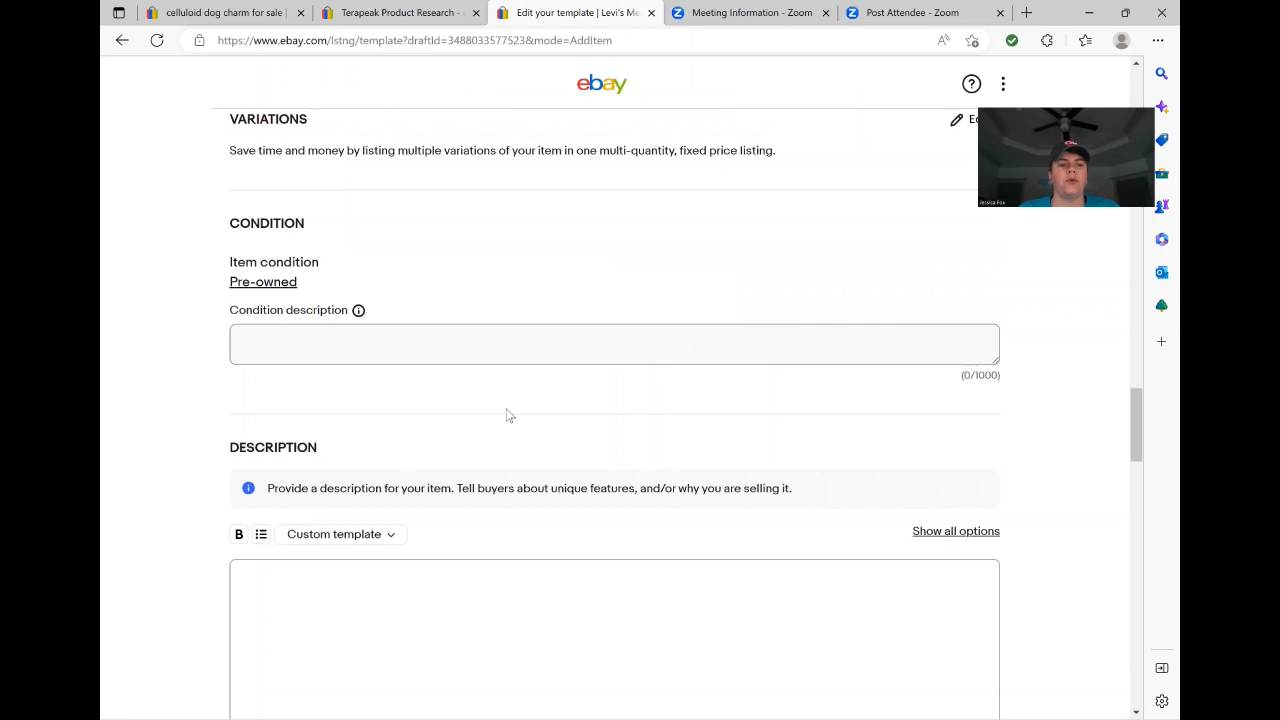 celluloid dog charm for sale |
Terapeak Product Research -
Edit your template | Levi's Me
Meeting Information - Zoom
Post Attendee - Zoom
https://www.ebay.com/lstng/template?draftId=3488033577523&mode=AddItem
ebay
VARIATIONS
Save time and money by listing multiple variations of your item in one multi-quantity, fixed price listing.
Jessica Fox
CONDITION
Item condition
Pre-owned
Condition description
(0/1000)
DESCRIPTION
Provide a description for your item. Tell buyers about unique features, and/or why you are selling it.
B Custom template Show all options